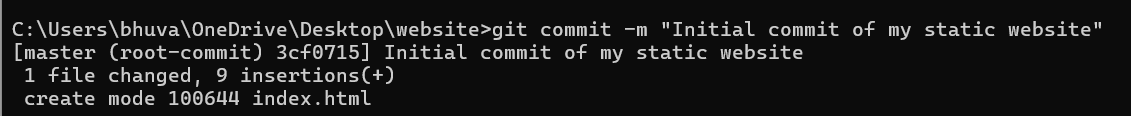 C:\Users\bhuva\OneDrive\Desktop\website>git commit -m "Initial commit of my static website"
[master (root-commit) 3cf0715] Initial commit of my static website
 1 file changed, 9 insertions(+)
 create mode 100644 index.html